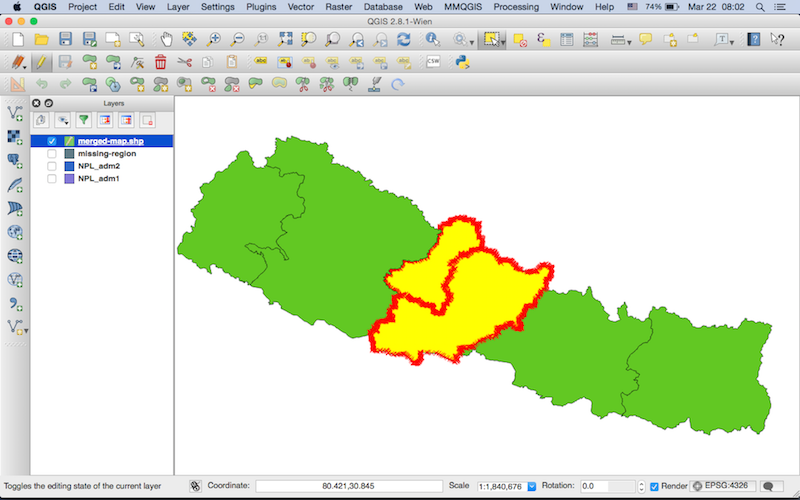 QGIS Project Edit View Layer Settings Plugins Vector Raster Database Web MMQGIS Processing Window Help 74% Mar 22 08:02
QGIS 2.8.1-Wien
CSW
Layers
merged-map.shp
missing-region
NPL_adm2
NPL_adm1
Toggles the editing state of the current layer Coordinate: 80.421,30.845 Scale 1:1,840,676 Rotation: 0.0 Render EPSG:4326